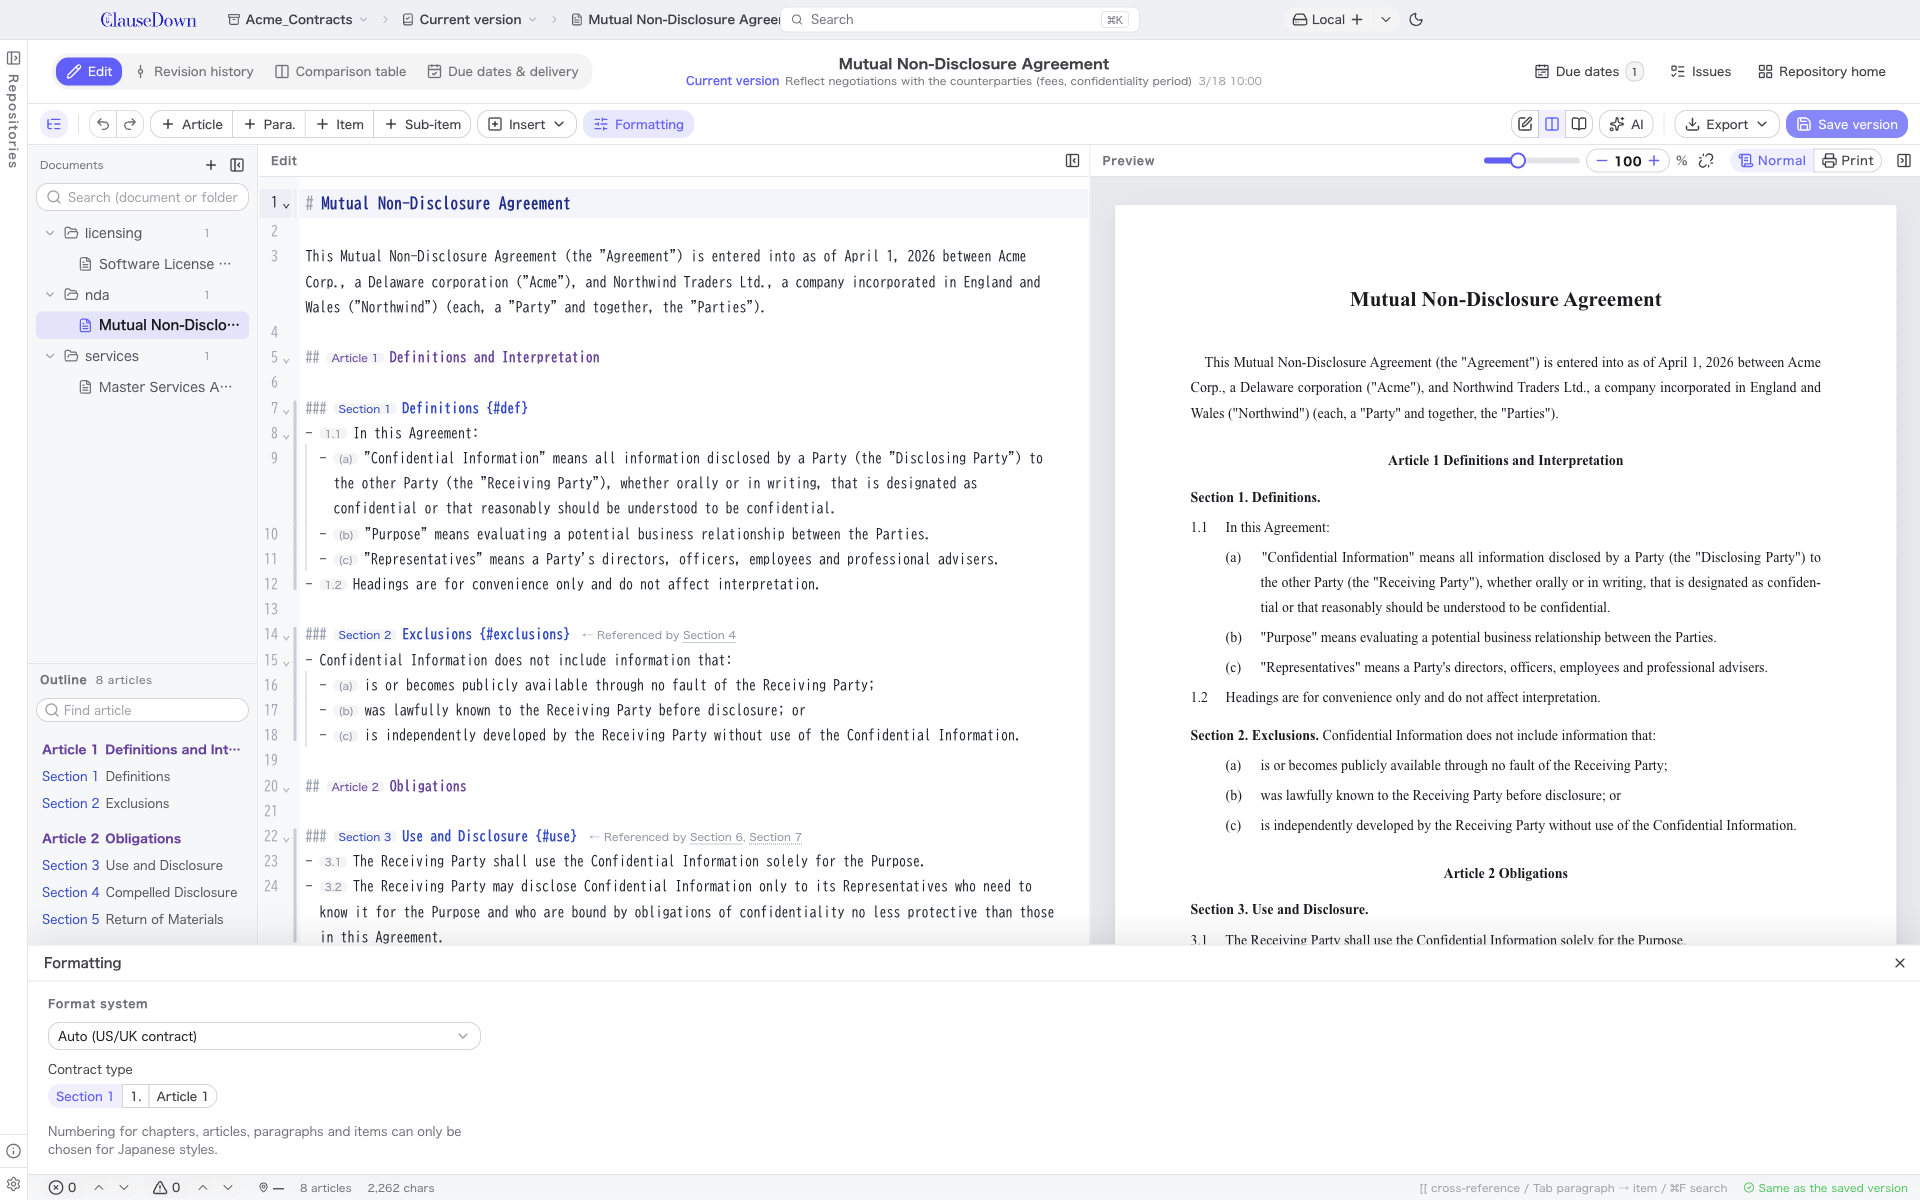 ClauseDown
Acme_Contracts
Current version
Mutual Non-Disclosure Agreer
Search
⌘K
Local
Repositories
Edit
Revision history
Comparison table
Due dates & delivery
Mutual Non-Disclosure Agreement
Current version Reflect negotiations with the counterparties (fees, confidentiality period) 3/18 10:00
Due dates 1
Issues
Repository home
+ Article
+ Para.
+ Item
+ Sub-item
Insert
Formatting
AI
Export
Save version
Documents
Search (document or folder
licensing 1
Software License ···
nda 1
Mutual Non-Disclo···
services 1
Master Services A···
Outline 8 articles
Find article
Article 1 Definitions and Int···
Section 1 Definitions
Section 2 Exclusions
Article 2 Obligations
Section 3 Use and Disclosure
Section 4 Compelled Disclosure
Section 5 Return of Materials
Edit
1 # Mutual Non-Disclosure Agreement
2
3 This Mutual Non-Disclosure Agreement (the "Agreement") is entered into as of April 1, 2026 between Acme
Corp., a Delaware corporation ("Acme"), and Northwind Traders Ltd., a company incorporated in England and
Wales ("Northwind") (each, a "Party" and together, the "Parties").
4
5 ## Article 1 Definitions and Interpretation
6
7 ### Section 1 Definitions {#def}
8 - 1.1 In this Agreement:
9 - (a) "Confidential Information" means all information disclosed by a Party (the "Disclosing Party") to
the other Party (the "Receiving Party"), whether orally or in writing, that is designated as
confidential or that reasonably should be understood to be confidential.
10 - (b) "Purpose" means evaluating a potential business relationship between the Parties.
11 - (c) "Representatives" means a Party's directors, officers, employees and professional advisers.
12 - 1.2 Headings are for convenience only and do not affect interpretation.
13
14 ### Section 2 Exclusions {#exclusions} ← Referenced by Section 4
15 - Confidential Information does not include information that:
16 - (a) is or becomes publicly available through no fault of the Receiving Party;
17 - (b) was lawfully known to the Receiving Party before disclosure; or
18 - (c) is independently developed by the Receiving Party without use of the Confidential Information.
19
20 ## Article 2 Obligations
21
22 ### Section 3 Use and Disclosure {#use} ← Referenced by Section 6, Section 7
23 - 3.1 The Receiving Party shall use the Confidential Information solely for the Purpose.
24 - 3.2 The Receiving Party may disclose Confidential Information only to its Representatives who need to
know it for the Purpose and who are bound by obligations of confidentiality no less protective than those
in this Agreement.
Preview
− 100 + %
Normal
Print
Mutual Non-Disclosure Agreement
This Mutual Non-Disclosure Agreement (the "Agreement") is entered into as of April 1, 2026 between Acme
Corp., a Delaware corporation ("Acme"), and Northwind Traders Ltd., a company incorporated in England and
Wales ("Northwind") (each, a "Party" and together, the "Parties").
Article 1 Definitions and Interpretation
Section 1. Definitions.
1.1 In this Agreement:
(a) "Confidential Information" means all information disclosed by a Party (the "Disclosing Party") to
the other Party (the "Receiving Party"), whether orally or in writing, that is designated as confiden-
tial or that reasonably should be understood to be confidential.
(b) "Purpose" means evaluating a potential business relationship between the Parties.
(c) "Representatives" means a Party's directors, officers, employees and professional advisers.
1.2 Headings are for convenience only and do not affect interpretation.
Section 2. Exclusions. Confidential Information does not include information that:
(a) is or becomes publicly available through no fault of the Receiving Party;
(b) was lawfully known to the Receiving Party before disclosure; or
(c) is independently developed by the Receiving Party without use of the Confidential Information.
Article 2 Obligations
Section 3. Use and Disclosure.
3.1 The Receiving Party shall use the Confidential Information solely for the Purpose.
Formatting
Format system
Auto (US/UK contract)
Contract type
Section 1
1.
Article 1
Numbering for chapters, articles, paragraphs and items can only be
chosen for Japanese styles.
0
0
—
8 articles
2,262 chars
[[ cross-reference / Tab paragraph → item / ⌘F search
Same as the saved version